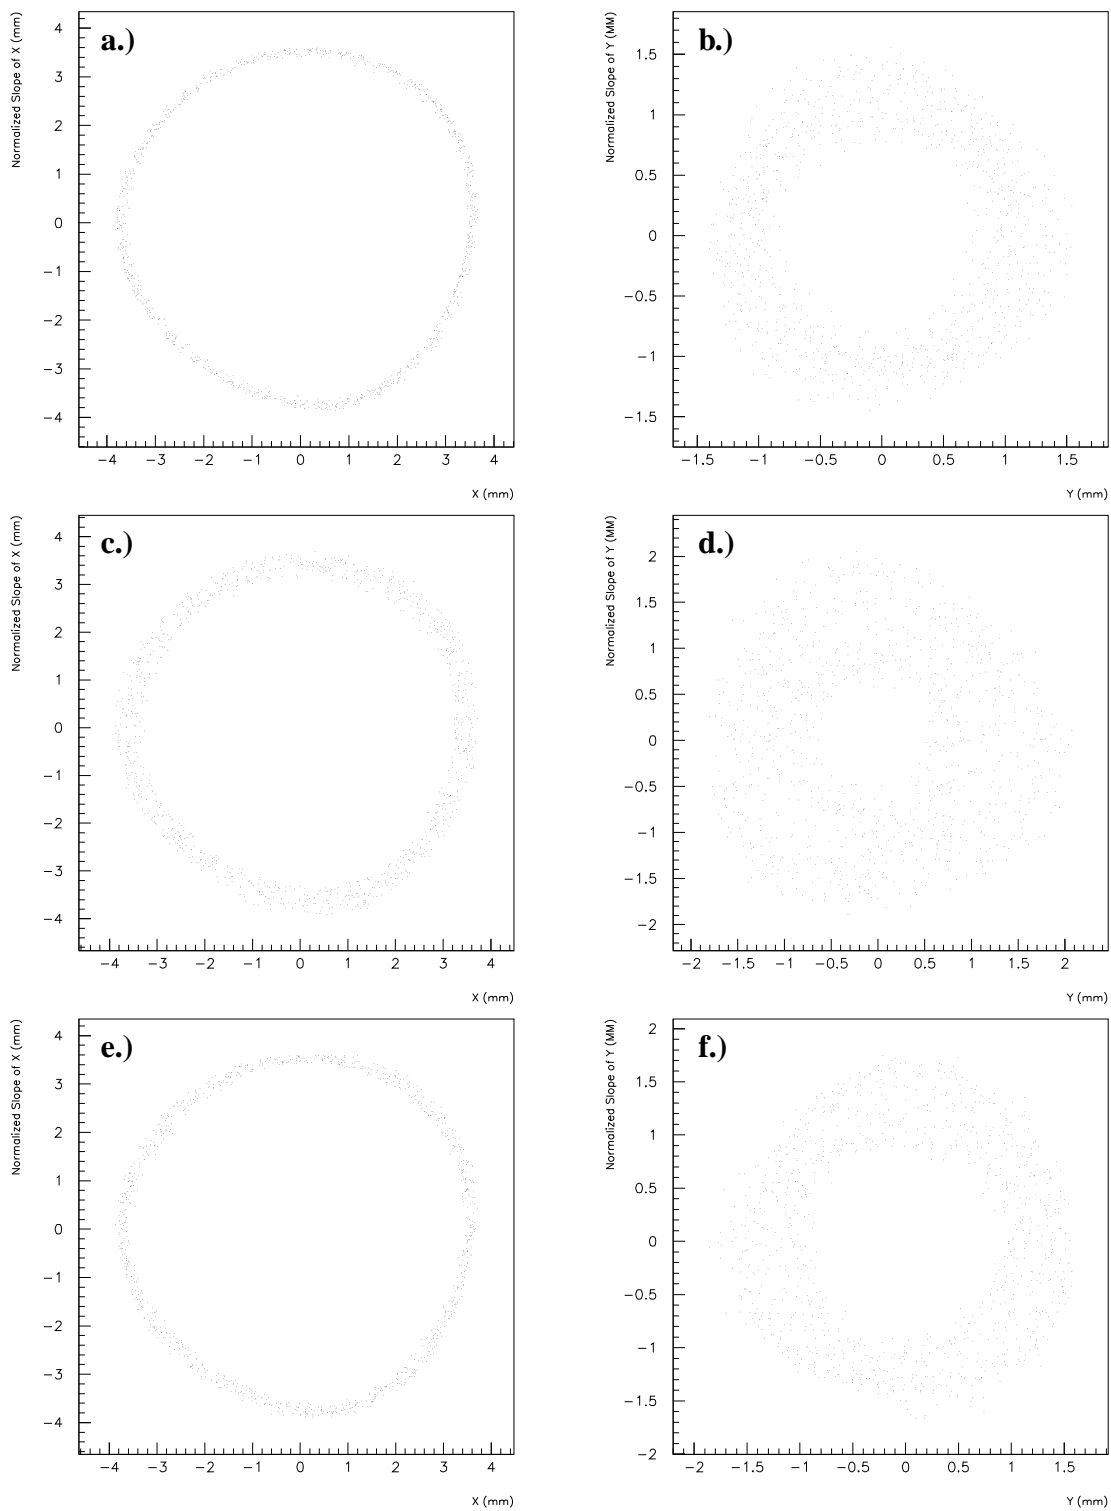 a.)
Normalized Slope of X (mm)
4
3
2
1
0
−1
−2
−3
−4
−4 −3 −2 −1 0 1 2 3 4
X (mm)
b.)
Normalized Slope of Y (MM)
1.5
1
0.5
0
−0.5
−1
−1.5
−1.5 −1 −0.5 0 0.5 1 1.5
Y (mm)
c.)
Normalized Slope of X (mm)
4
3
2
1
0
−1
−2
−3
−4
−4 −3 −2 −1 0 1 2 3 4
X (mm)
d.)
Normalized Slope of Y (MM)
2
1.5
1
0.5
0
−0.5
−1
−1.5
−2
−2 −1.5 −1 −0.5 0 0.5 1 1.5 2
Y (mm)
e.)
Normalized Slope of X (mm)
4
3
2
1
0
−1
−2
−3
−4
−4 −3 −2 −1 0 1 2 3 4
X (mm)
f.)
Normalized Slope of Y (MM)
2
1.5
1
0.5
0
−0.5
−1
−1.5
−2
−2 −1.5 −1 −0.5 0 0.5 1 1.5
Y (mm)